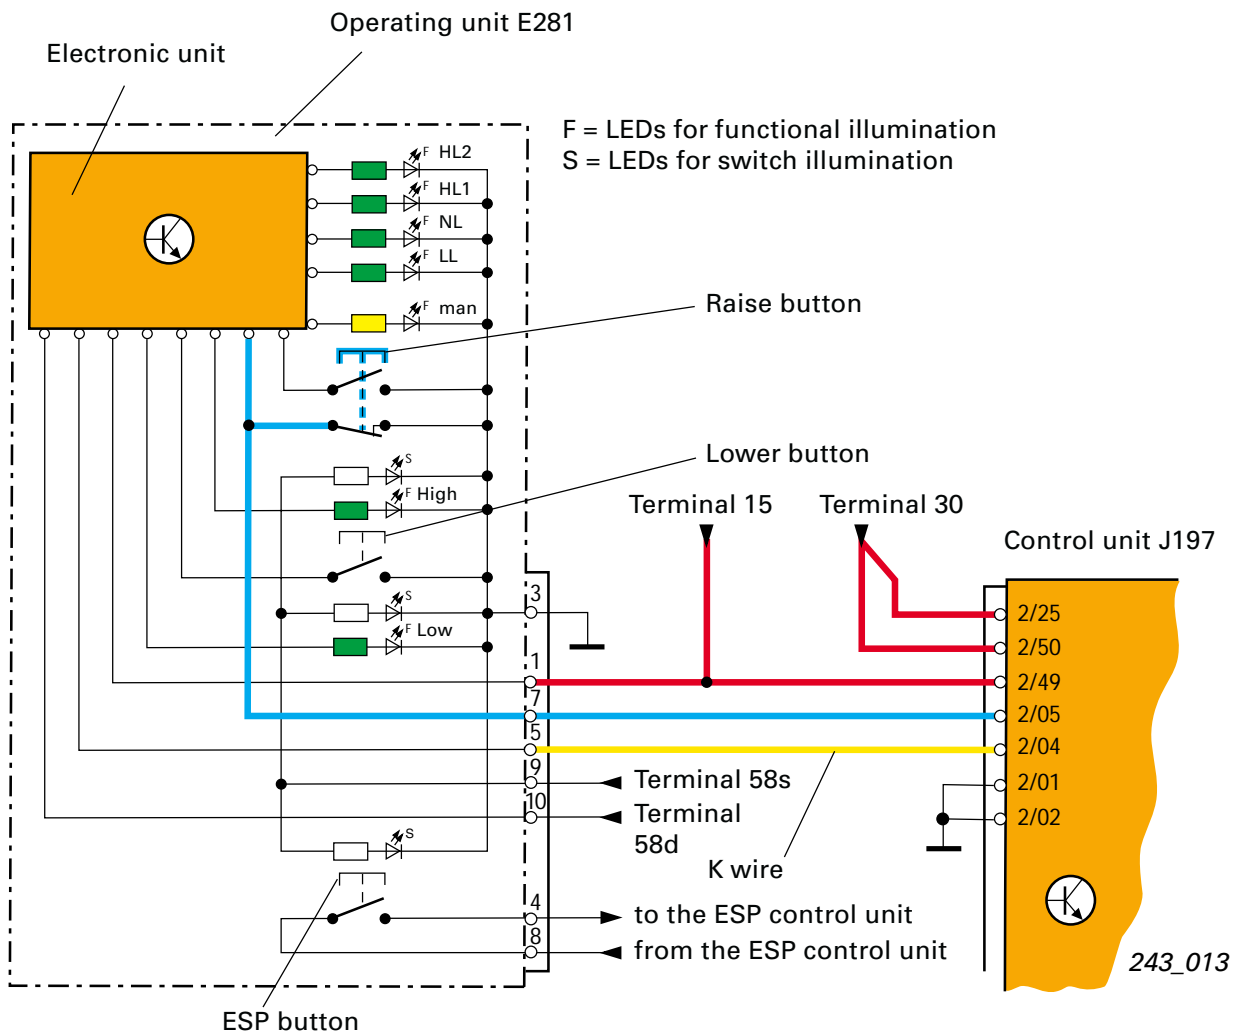 Operating unit E281
Electronic unit
F = LEDs for functional illumination
S = LEDs for switch illumination
F HL2
F HL1
F NL
F LL
F man
Raise button
Lower button
S
F High
Terminal 15
Terminal 30
Control unit J197
S
3
F Low
1
7
5
9
10
2/25
2/50
2/49
2/05
2/04
2/01
2/02
Terminal 58s
Terminal
58d
S
K wire
4
to the ESP control unit
8
from the ESP control unit
243_013
ESP button